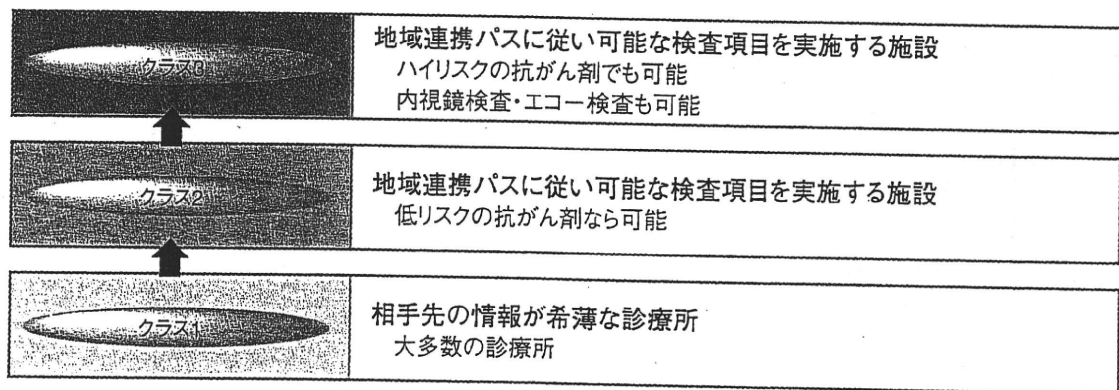 クラス3
地域連携パスに従い可能な検査項目を実施する施設
ハイリスクの抗がん剤でも可能
内視鏡検査・エコー検査も可能
クラス2
地域連携パスに従い可能な検査項目を実施する施設
低リスクの抗がん剤なら可能
クラス1
相手先の情報が希薄な診療所
大多数の診療所